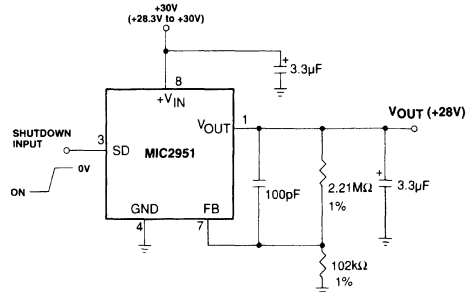 +30V
(+28.3V to +30V)
3.3µF
8
+VIN
VOUT
1
VOUT (+28V)
SHUTDOWN
INPUT
3
SD
MIC2951
0V
ON
100pF
2.21MΩ
1%
3.3µF
GND
FB
4
7
102kΩ
1%